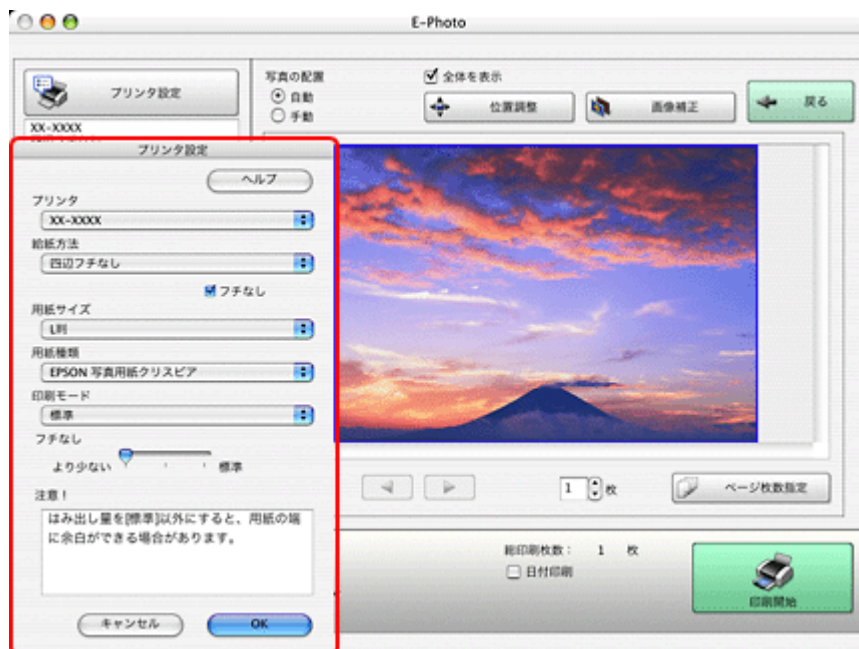 E-Photo
プリンタ設定
XX-XXXX
写真の配置
自動
手動
全体を表示
位置調整
画像補正
戻る
プリンタ設定
ヘルプ
プリンタ
XX-XXXX
給紙方法
四辺フチなし
フチなし
用紙サイズ
L判
用紙種類
EPSON 写真用紙クリスピア
印刷モード
標準
フチなし
より少ない
標準
注意！
はみ出し量を[標準]以外にすると、用紙の端
に余白ができる場合があります。
キャンセル
OK
1 枚
ページ枚数指定
総印刷枚数： 1 枚
日付印刷
印刷開始